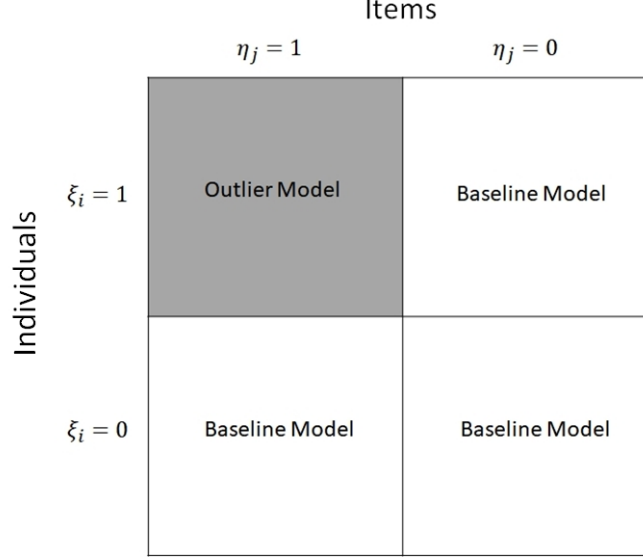 Items
η_j = 1
η_j = 0
Individuals
ξ_i = 1
Outlier Model
Baseline Model
ξ_i = 0
Baseline Model
Baseline Model